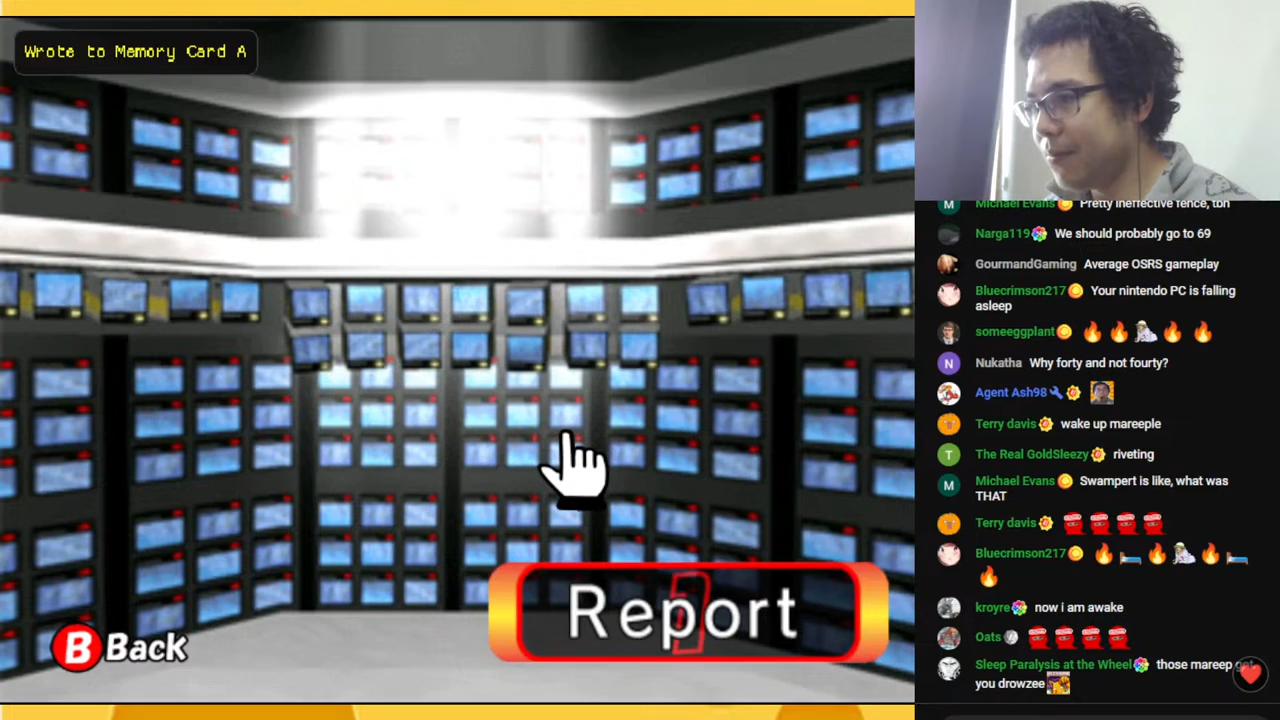 Wrote to Memory Card A
Report
B Back
M Michael Evans Pretty ineffective fence, tbh
Narga119 We should probably go to 69
GourmandGaming Average OSRS gameplay
Bluecrimson217 Your nintendo PC is falling
asleep
someeggplant
N Nukatha Why forty and not fourty?
Agent Ash98
Terry davis wake up mareeple
T The Real GoldSleezy riveting
M Michael Evans Swampert is like, what was
THAT
Terry davis
Bluecrimson217
kroyre now i am awake
Oats
Sleep Paralysis at the Wheel those mareep get
you drowzee